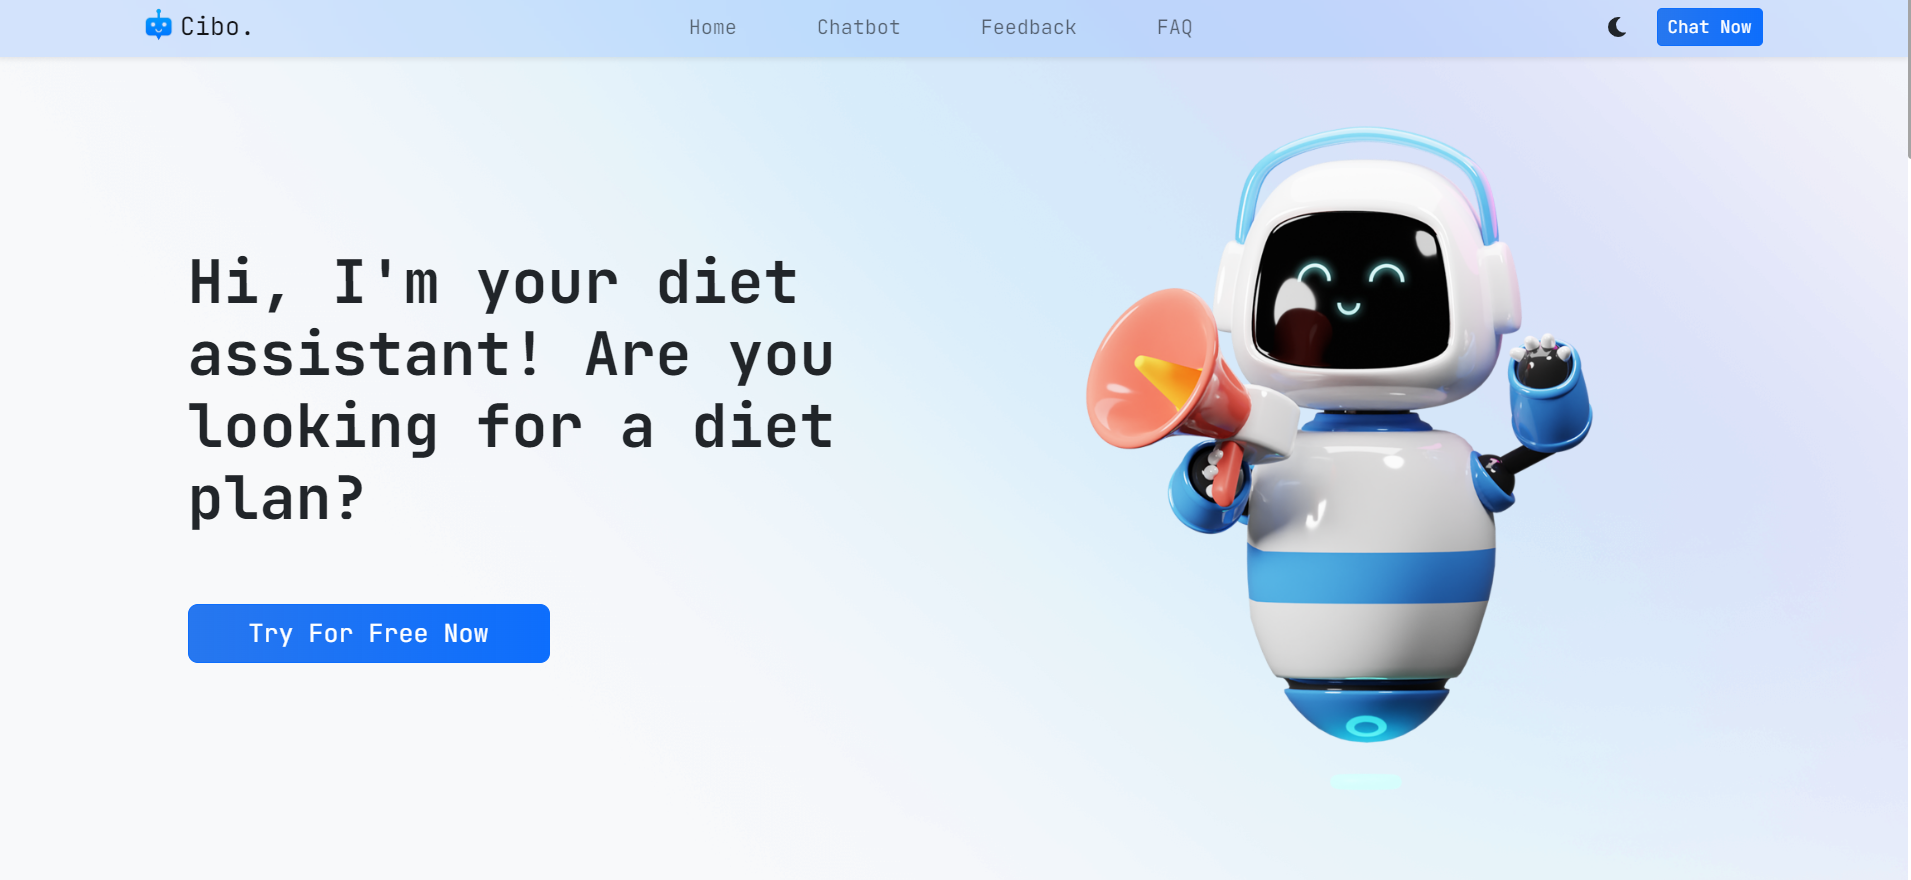 Cibo.
Home
Chatbot
Feedback
FAQ
Chat Now
Hi, I'm your diet
assistant! Are you
looking for a diet
plan?
Try For Free Now